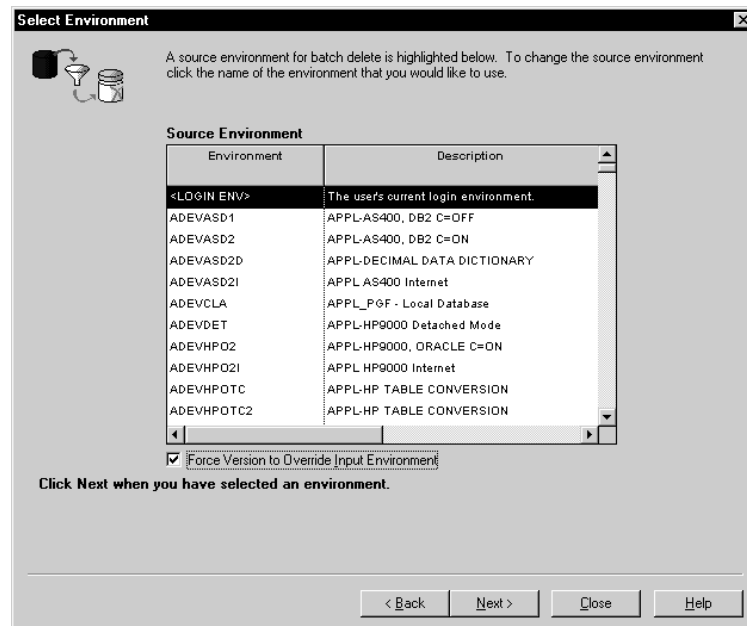 Select Environment
A source environment for batch delete is highlighted below. To change the source environment
click the name of the environment that you would like to use.
Source Environment
Environment Description
<LOGIN ENV> The user's current login environment.
ADEVASD1 APPL-AS400, DB2 C=OFF
ADEVASD2 APPL-AS400, DB2 C=ON
ADEVASD2D APPL-DECIMAL DATA DICTIONARY
ADEVASD2I APPL AS400 Internet
ADEVCLA APPL_PGF - Local Database
ADEVDET APPL-HP9000 Detached Mode
ADEVHPO2 APPL-HP9000, ORACLE C=ON
ADEVHPO2I APPL HP9000 Internet
ADEVHPOTC APPL-HP TABLE CONVERSION
ADEVHPOTC2 APPL-HP TABLE CONVERSION
Force Version to Override Input Environment
Click Next when you have selected an environment.
< Back Next > Close Help